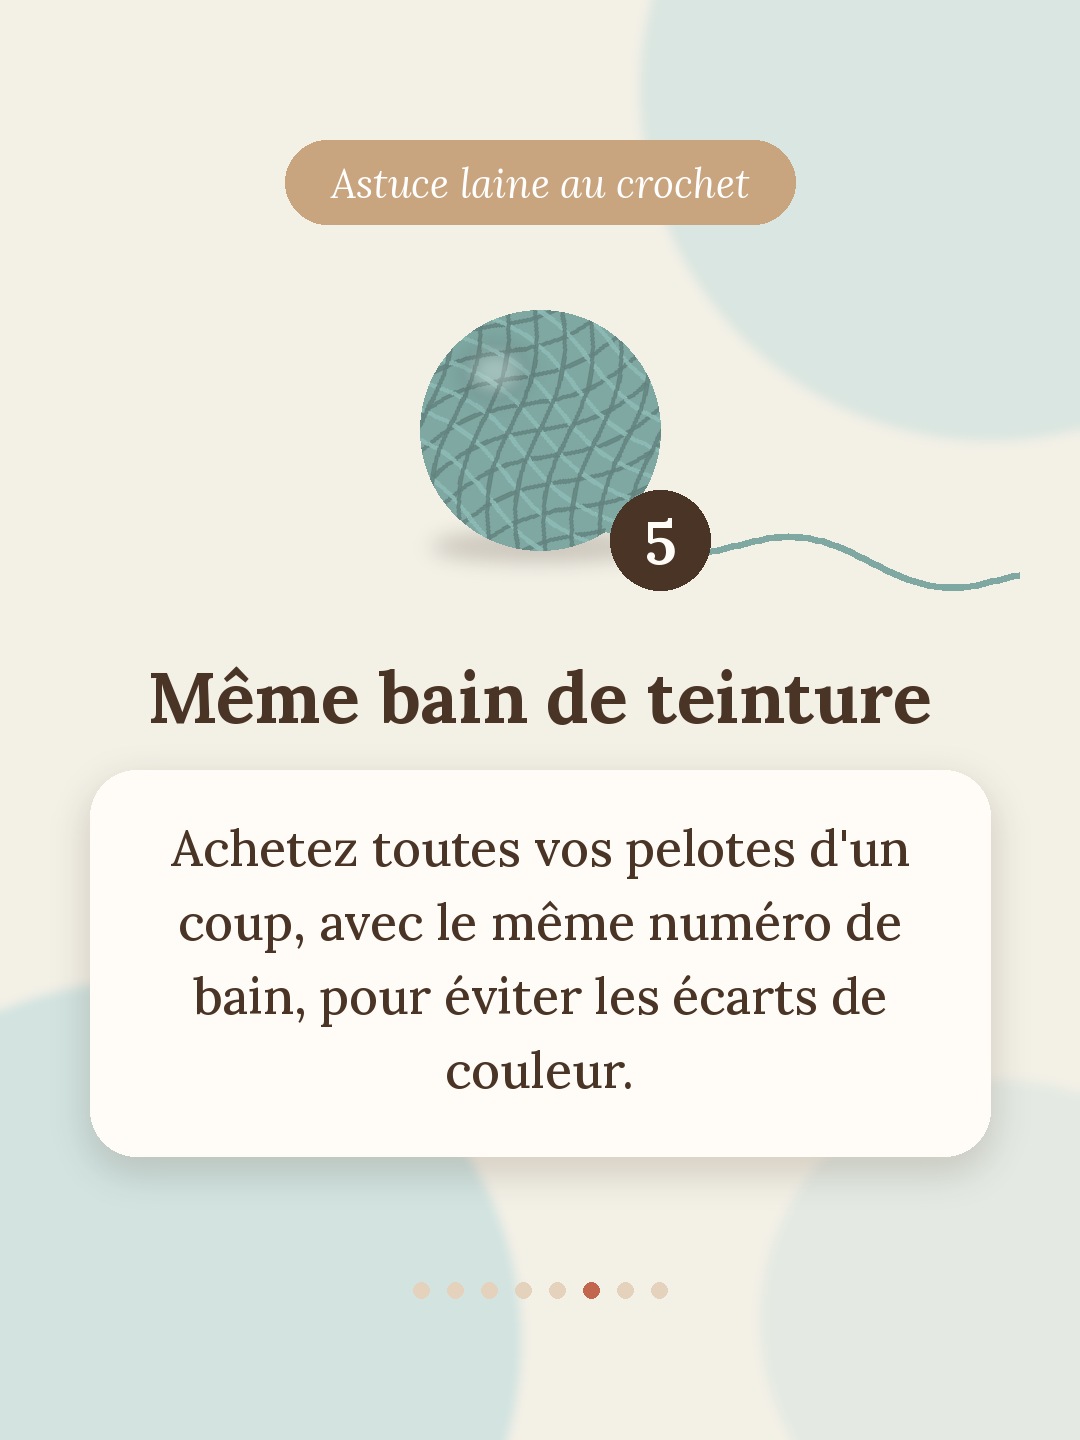 Astuce laine au crochet
5
Même bain de teinture
Achetez toutes vos pelotes d'un
coup, avec le même numéro de
bain, pour éviter les écarts de
couleur.